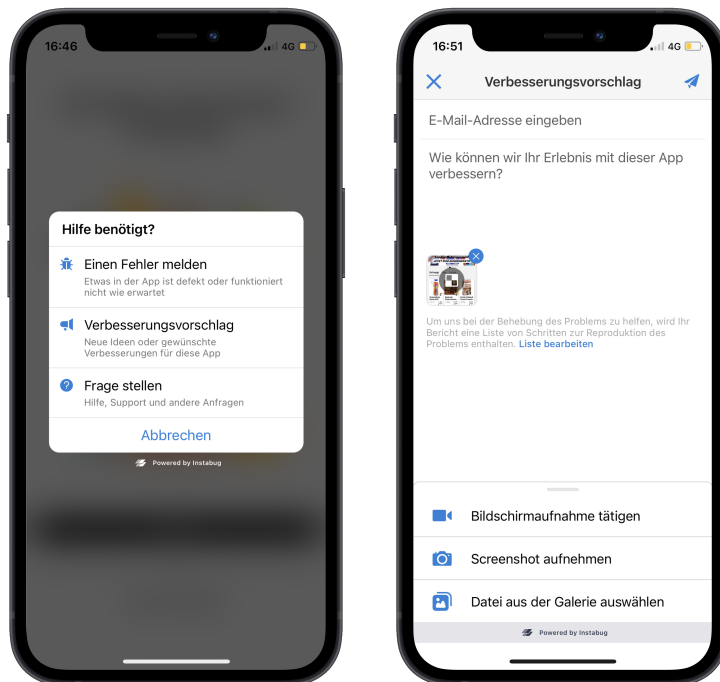 16:46
4G
Hilfe benötigt?
Einen Fehler melden
Etwas in der App ist defekt oder funktioniert
nicht wie erwartet
Verbesserungsvorschlag
Neue Ideen oder gewünschte
Verbesserungen für diese App
Frage stellen
Hilfe, Support und andere Anfragen
Abbrechen
Powered by Instabug
16:51
4G
Verbesserungsvorschlag
E-Mail-Adresse eingeben
Wie können wir Ihr Erlebnis mit dieser App
verbessern?
Um uns bei der Behebung des Problems zu helfen, wird Ihr
Bericht eine Liste von Schritten zur Reproduktion des
Problems enthalten. Liste bearbeiten
Bildschirmaufnahme tätigen
Screenshot aufnehmen
Datei aus der Galerie auswählen
Powered by Instabug